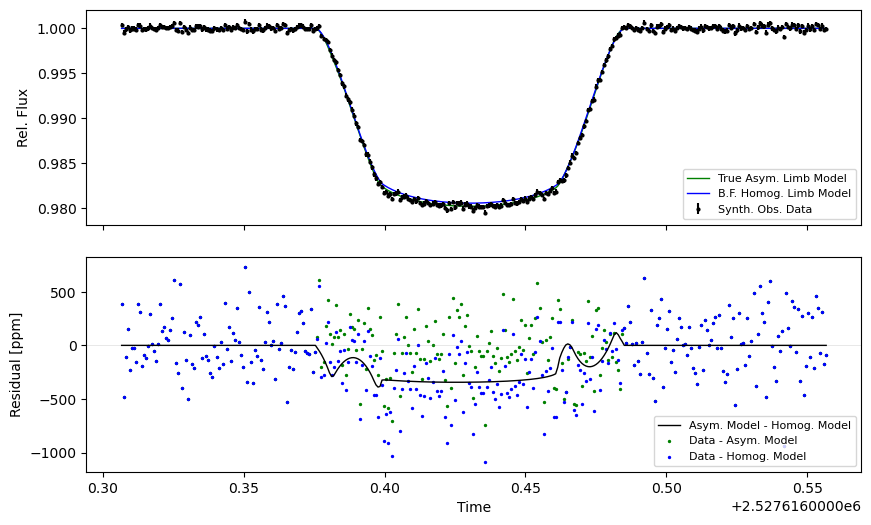 1.000
0.995
0.990
0.985
0.980
Rel. Flux
True Asym. Limb Model
B.F. Homog. Limb Model
Synth. Obs. Data
500
0
−500
−1000
Residual [ppm]
Asym. Model - Homog. Model
Data - Asym. Model
Data - Homog. Model
0.30 0.35 0.40 0.45 0.50 0.55
Time
+2.5276160000e6